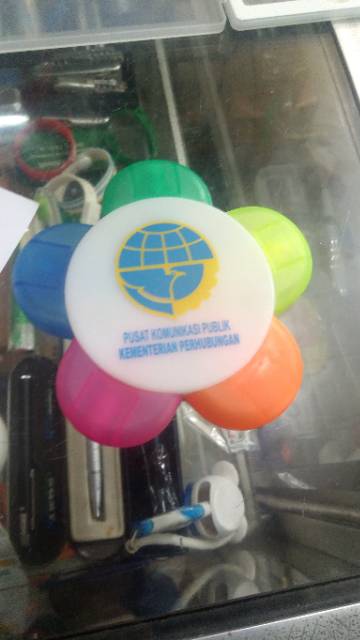 PUSAT KOMUNIKASI PUBLIK
KEMENTERIAN PERHUBUNGAN